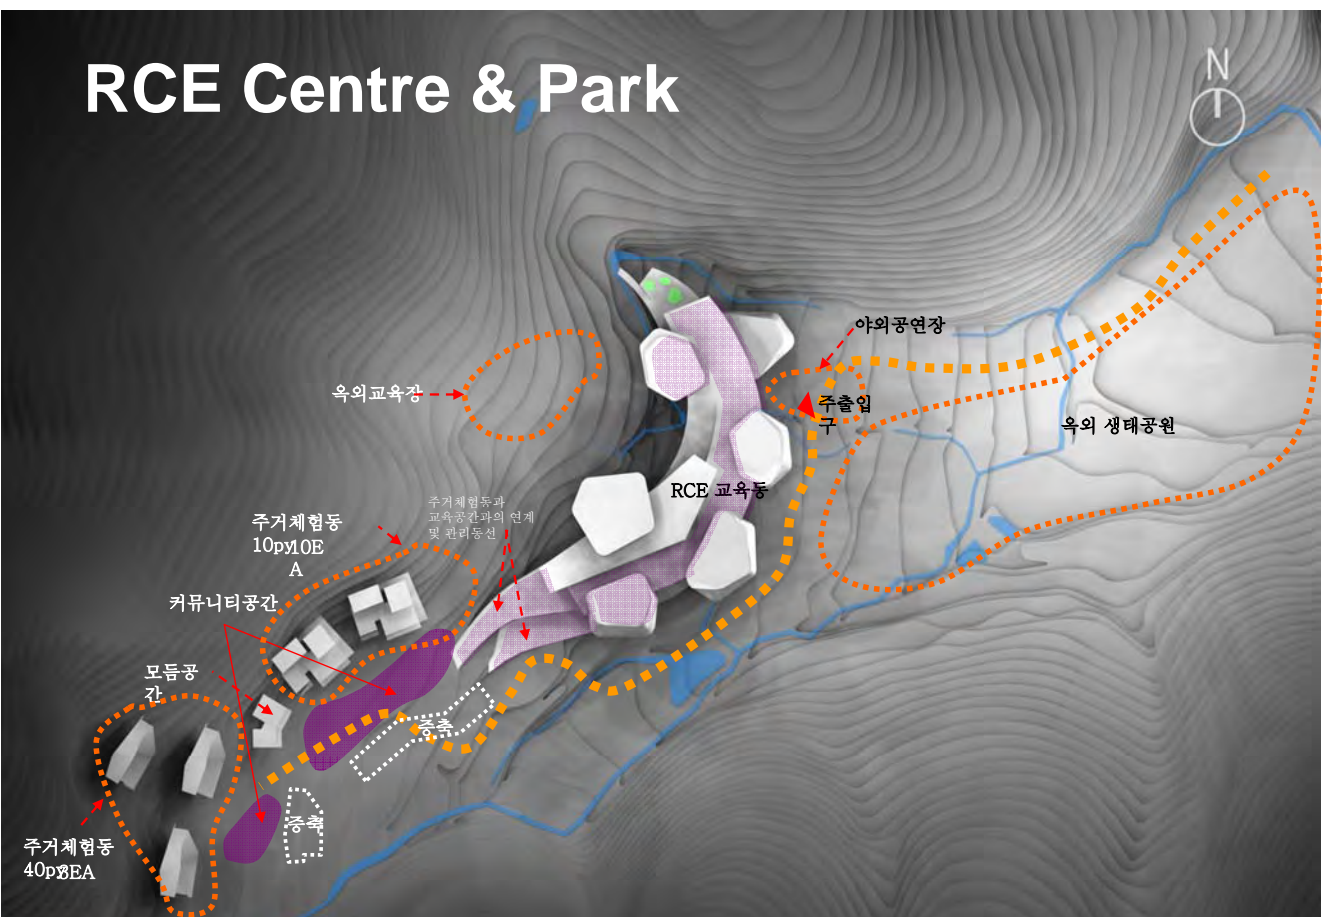 RCE Centre & Park
N
야외공연장
옥외교육장
주출입
구
옥외 생태공원
RCE 교육동
주거체험동과
교육공간과의 연계
및 관리동선
주거체험동
10py10E
A
커뮤니티공간
모듬공
간
증축
증축
주거체험동
40py3EA